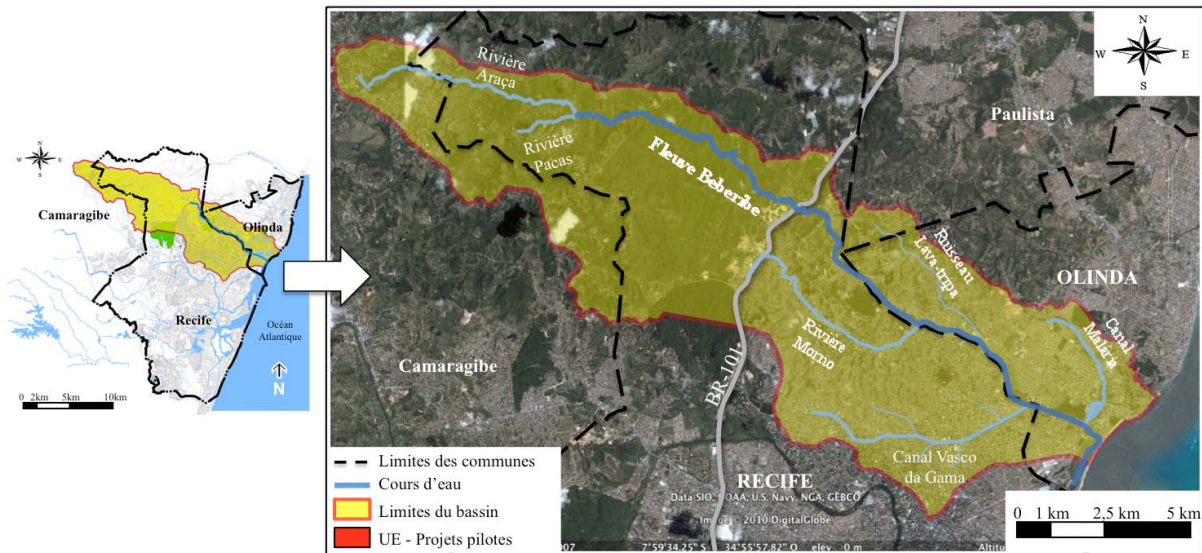 N
W
E
S
Camaragibe
Olinda
Recife
Océan
Atlantique
N
0 2km 5km 10km
N
W
E
S
Rivière
Araça
Rivière
Pacas
Fleuve Beberibe
Paulista
Ruisseau
Lava-tripa
OLINDA
Canal
Malária
Rivière
Morno
Camaragibe
BR-101
Canal Vasco
da Gama
RECIFE
Data SIO, NOAA, U.S. Navy, NGA, GEBCO
Image © 2010 DigitalGlobe
007
7°59'34.25" S
34°55'57.82" O
elev 0 m
Altitu
Limites des communes
Cours d’eau
Limites du bassin
UE - Projets pilotes
0 1 km 2,5 km 5 km